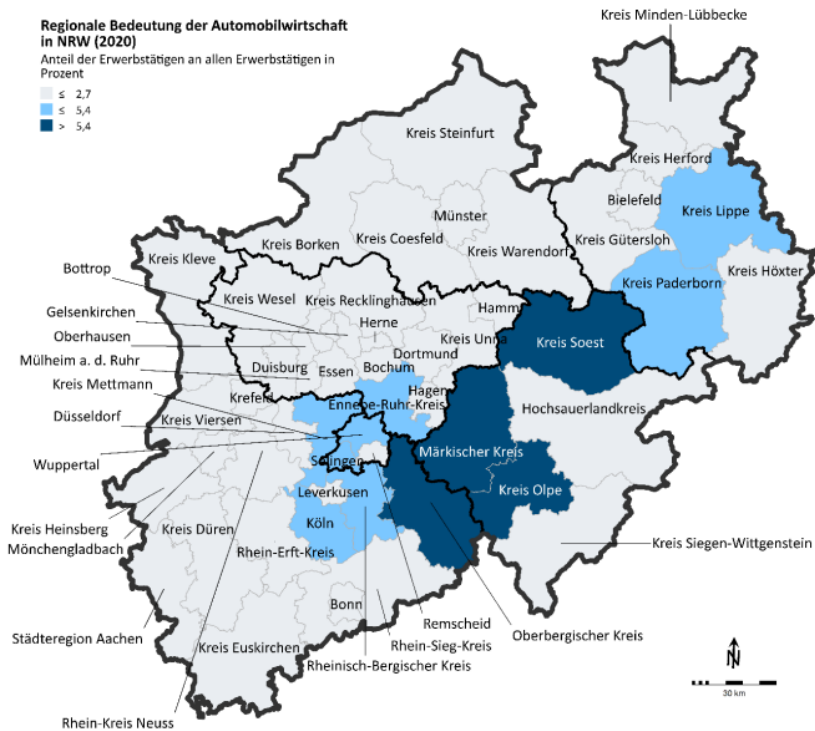 Regionale Bedeutung der Automobilwirtschaft
in NRW (2020)
Anteil der Erwerbstätigen an allen Erwerbstätigen in
Prozent
≤ 2,7
≤ 5,4
> 5,4
Kreis Minden-Lübbecke
Kreis Steinfurt
Kreis Herford
Bielefeld
Kreis Lippe
Münster
Kreis Borken
Kreis Coesfeld
Kreis Gütersloh
Kreis Warendorf
Kreis Kleve
Kreis Höxter
Bottrop
Kreis Paderborn
Kreis Wesel
Kreis Recklinghausen
Gelsenkirchen
Hamm
Herne
Oberhausen
Kreis Unna
Kreis Soest
Dortmund
Mülheim a. d. Ruhr
Duisburg
Essen
Bochum
Kreis Mettmann
Hagen
Krefeld
Ennepe-Ruhr-Kreis
Hochsauerlandkreis
Düsseldorf
Kreis Viersen
Wuppertal
Solingen
Märkischer Kreis
Leverkusen
Kreis Olpe
Köln
Kreis Heinsberg
Kreis Düren
Mönchengladbach
Rhein-Erft-Kreis
Kreis Siegen-Wittgenstein
Bonn
Remscheid
Städteregion Aachen
Oberbergischer Kreis
Rhein-Sieg-Kreis
Kreis Euskirchen
Rheinisch-Bergischer Kreis
Rhein-Kreis Neuss
N
30 km